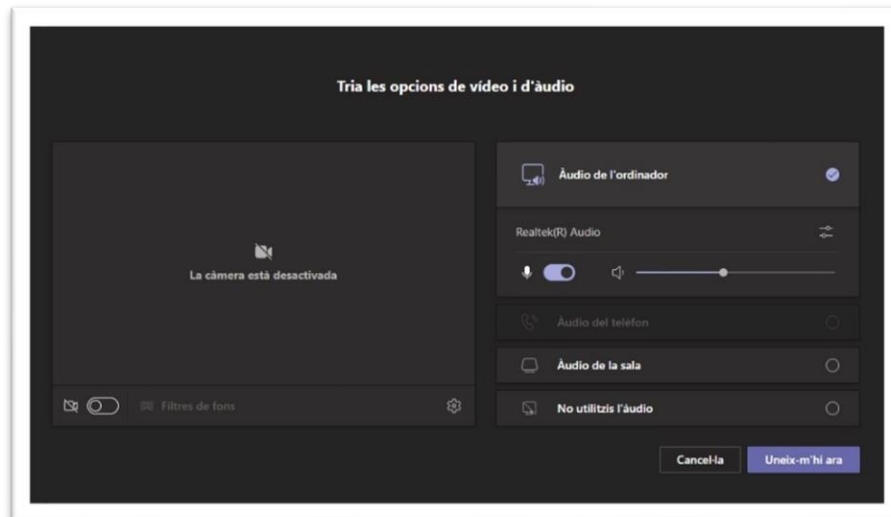 Tria les opcions de vídeo i d'àudio
La càmera està desactivada
Filtres de fons
Àudio de l'ordinador
Realtek(R) Audio
Àudio del telèfon
Àudio de la sala
No utilitzis l'àudio
Cancel·la
Uneix-m'hi ara